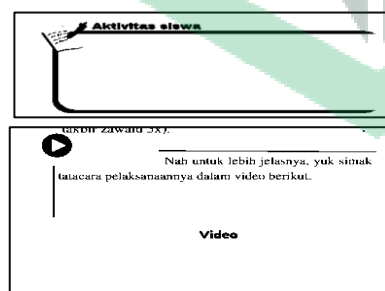 Aktivitas siswa
takbir zawaid 5x).
Nah untuk lebih jelasnya, yuk simak
tatacara pelaksanaannya dalam video berikut.
Video